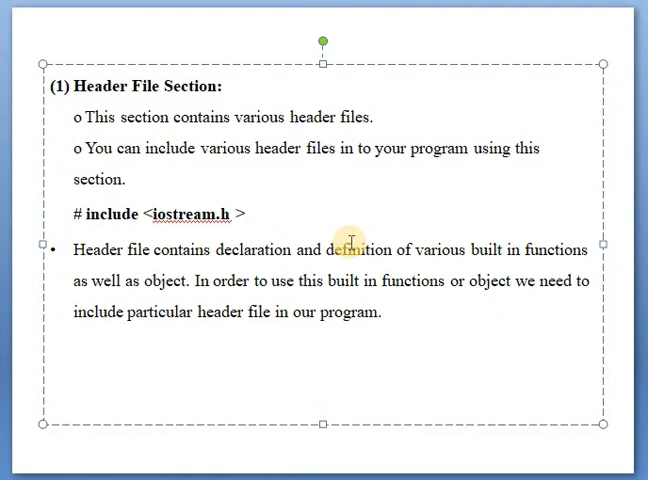 (1) Header File Section:
o This section contains various header files.
o You can include various header files in to your program using this
section.
# include <iostream.h >
• Header file contains declaration and definition of various built in functions
as well as object. In order to use this built in functions or object we need to
include particular header file in our program.